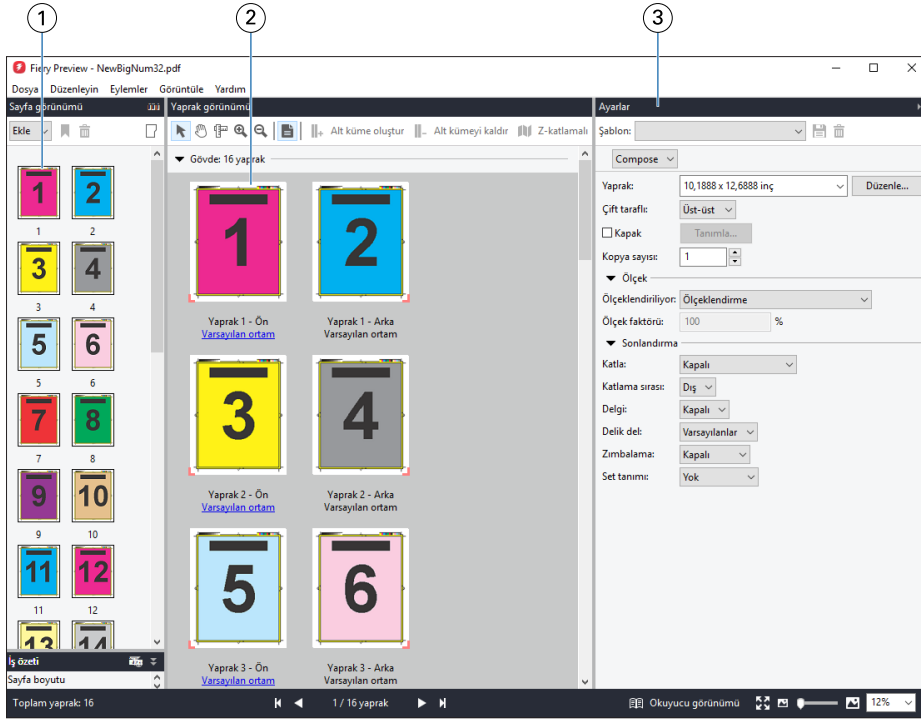 1 2 3
Fiery Preview - NewBigNum32.pdf
Dosya Düzenleyin Eylemler Görüntüle Yardım
Sayfa görünümü
Ekle
1 2
1 2
3 4
3 4
5 6
5 6
7 8
7 8
9 10
9 10
11 12
11 12
13 14
İş özeti
Sayfa boyutu
Yaprak görünümü
Alt küme oluştur Alt kümeyi kaldır Z-katlamalı
Gövde: 16 yaprak
1 2
Yaprak 1 - Ön Yaprak 1 - Arka
Varsayılan ortam Varsayılan ortam
3 4
Yaprak 2 - Ön Yaprak 2 - Arka
Varsayılan ortam Varsayılan ortam
5 6
Yaprak 3 - Ön Yaprak 3 - Arka
Varsayılan ortam Varsayılan ortam
Ayarlar
Şablon:
Compose
Yaprak: 10,1888 x 12,6888 inç Düzenle...
Çift taraflı: Üst-üst
Kapak Tanımla...
Kopya sayısı: 1
Ölçek
Ölçeklendiriliyor: Ölçeklendirme
Ölçek faktörü: 100 %
Sonlandırma
Katla: Kapalı
Katlama sırası: Dış
Delgi: Kapalı
Delik del: Varsayılanlar
Zımbalama: Kapalı
Set tanımı: Yok
Toplam yaprak: 16 1 / 16 yaprak Okuyucu görünümü 12%